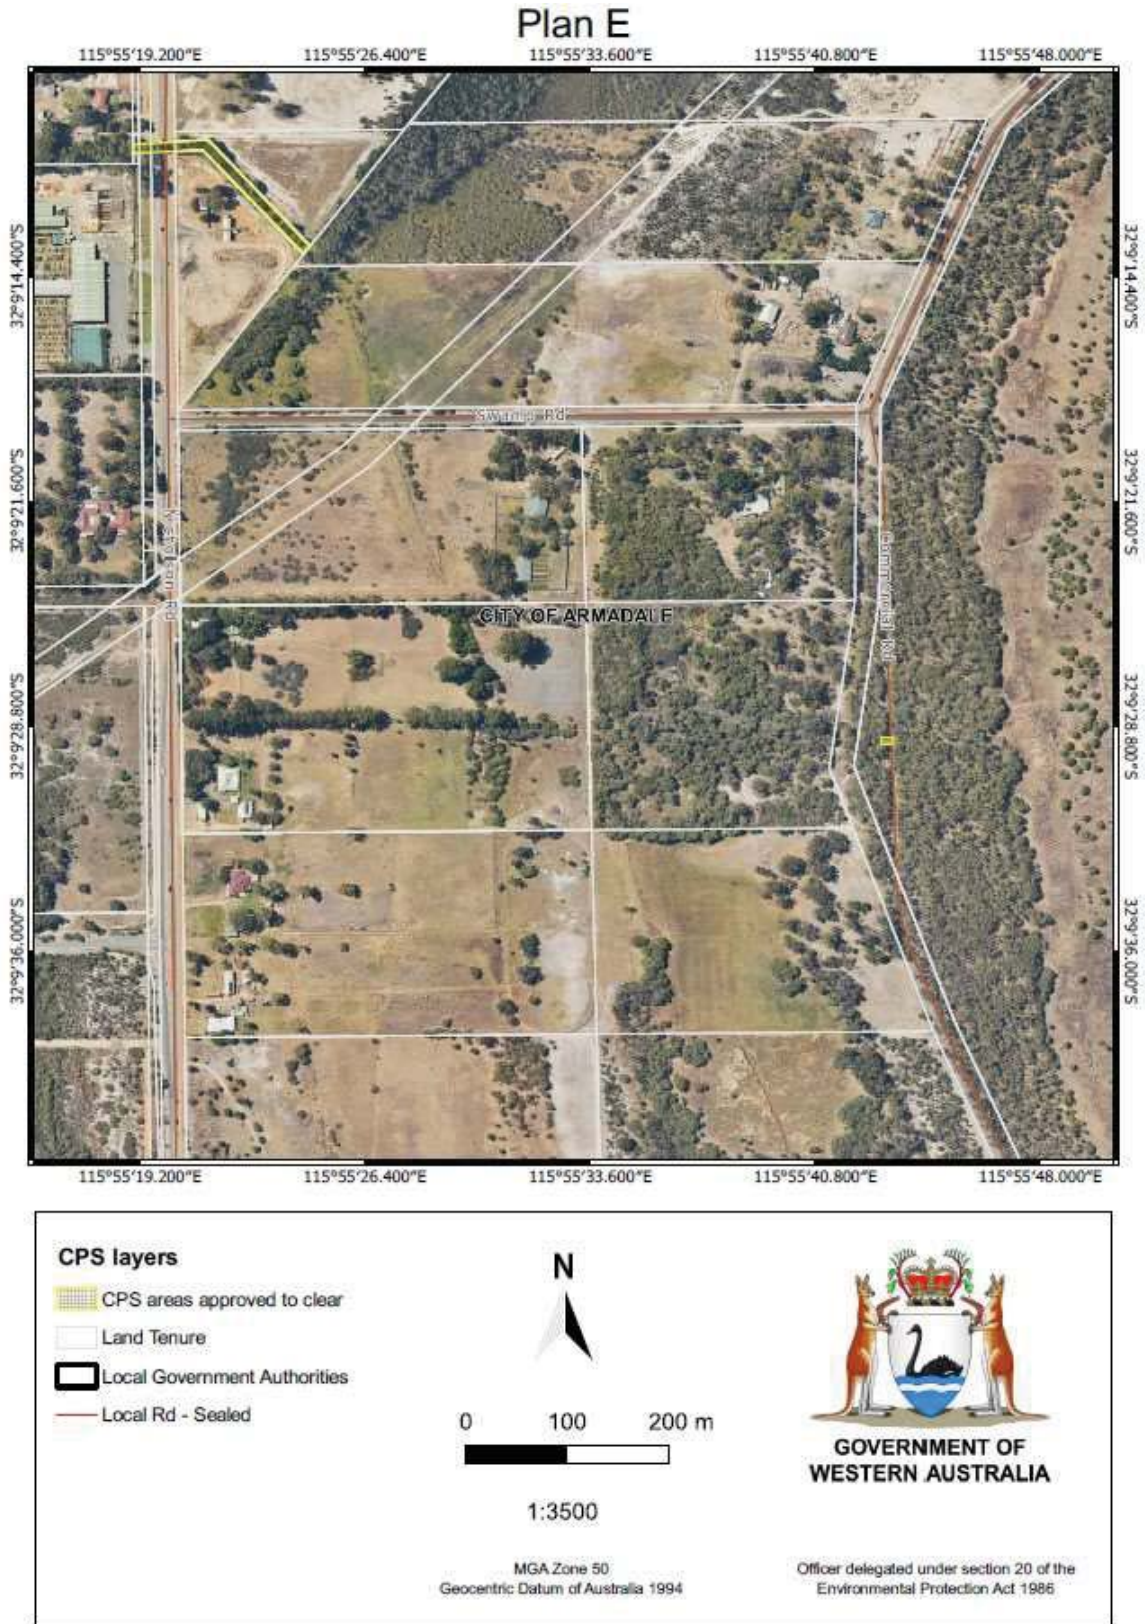 Plan E
115°55'19.200"E 115°55'26.400"E 115°55'33.600"E 115°55'40.800"E 115°55'48.000"E
32°9'14.400"S
32°9'14.400"S
Swamp Rd
32°9'21.600"S
32°9'21.600"S
Nicholson Rd
CITY OF ARMADALE
32°9'28.800"S
32°9'28.800"S
32°9'36.000"S
32°9'36.000"S
115°55'19.200"E 115°55'26.400"E 115°55'33.600"E 115°55'40.800"E 115°55'48.000"E
CPS layers
CPS areas approved to clear
Land Tenure
Local Government Authorities
Local Rd - Sealed
N
0 100 200 m
1:3500
MGA Zone 50
Geocentric Datum of Australia 1994
GOVERNMENT OF
WESTERN AUSTRALIA
Officer delegated under section 20 of the
Environmental Protection Act 1986